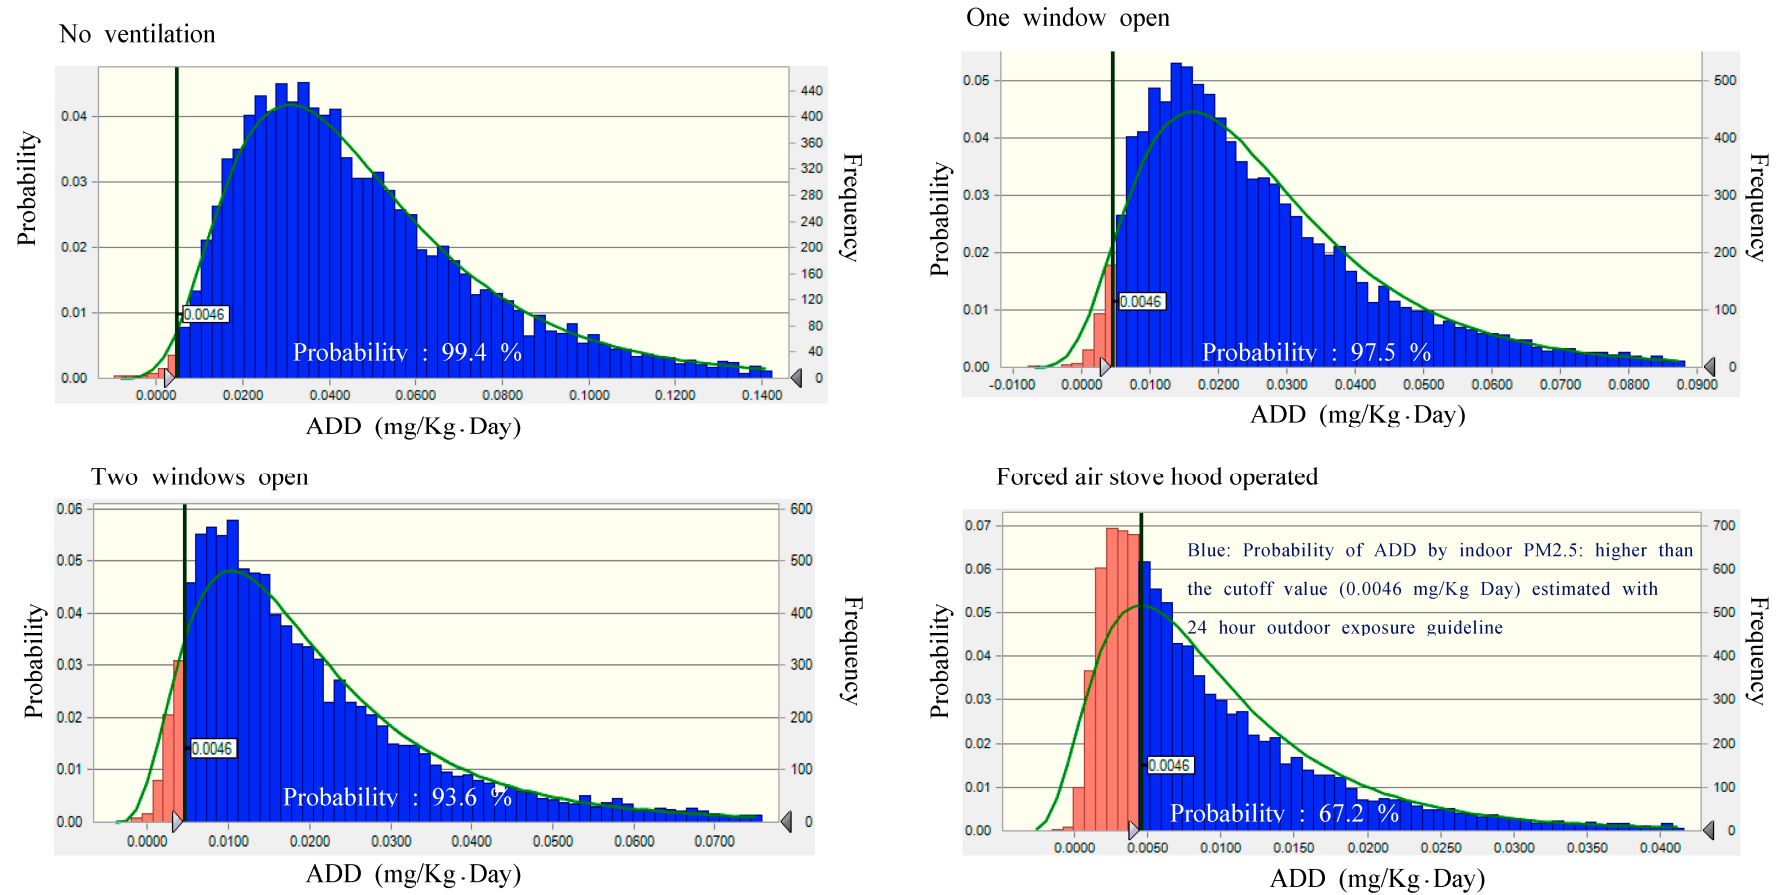 No ventilation
0.04
0.03
0.02
0.01
0.00
Probability
440
400
360
320
280
240
200
160
120
80
40
0
Frequency
0.0046
Probability : 99.4 %
0.0000 0.0200 0.0400 0.0600 0.0800 0.1000 0.1200 0.1400
ADD (mg/Kg·Day)
One window open
0.05
0.04
0.03
0.02
0.01
0.00
Probability
500
400
300
200
100
0
Frequency
0.0046
Probability : 97.5 %
-0.0100 0.0000 0.0100 0.0200 0.0300 0.0400 0.0500 0.0600 0.0700 0.0800 0.0900
ADD (mg/Kg·Day)
Two windows open
0.06
0.05
0.04
0.03
0.02
0.01
0.00
Probability
600
500
400
300
200
100
0
Frequency
0.0046
Probability : 93.6 %
0.0000 0.0100 0.0200 0.0300 0.0400 0.0500 0.0600 0.0700
ADD (mg/Kg·Day)
Forced air stove hood operated
0.07
0.06
0.05
0.04
0.03
0.02
0.01
0.00
Probability
700
600
500
400
300
200
100
0
Frequency
Blue: Probability of ADD by indoor PM2.5: higher than
the cutoff value (0.0046 mg/Kg Day) estimated with
24 hour outdoor exposure guideline
0.0046
Probability : 67.2 %
0.0000 0.0050 0.0100 0.0150 0.0200 0.0250 0.0300 0.0350 0.0400
ADD (mg/Kg·Day)